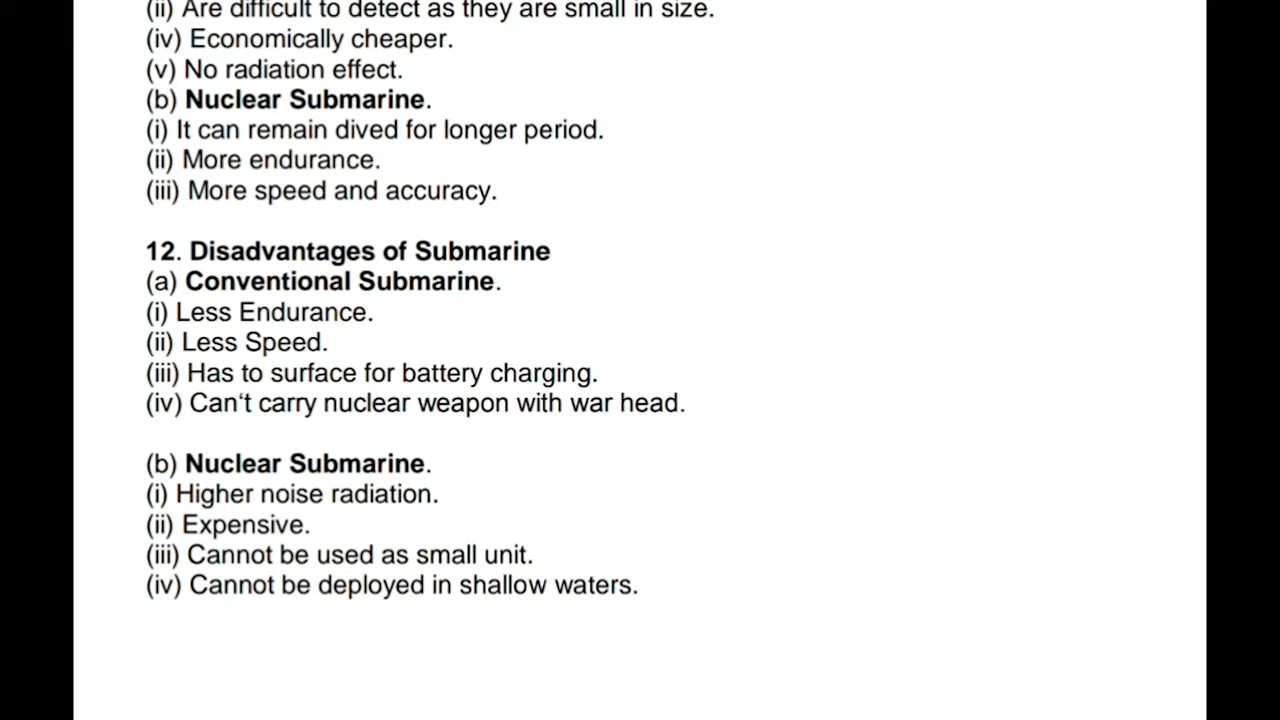 (ii) Are difficult to detect as they are small in size.
(iv) Economically cheaper.
(v) No radiation effect.
(b) Nuclear Submarine.
(i) It can remain dived for longer period.
(ii) More endurance.
(iii) More speed and accuracy.
12. Disadvantages of Submarine
(a) Conventional Submarine.
(i) Less Endurance.
(ii) Less Speed.
(iii) Has to surface for battery charging.
(iv) Can‘t carry nuclear weapon with war head.
(b) Nuclear Submarine.
(i) Higher noise radiation.
(ii) Expensive.
(iii) Cannot be used as small unit.
(iv) Cannot be deployed in shallow waters.